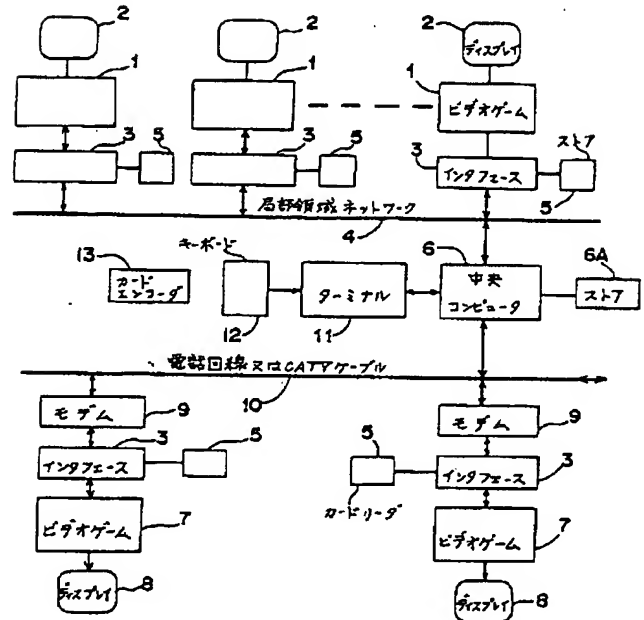 2
2
2
ディスプレイ
1
1
1
ビデオゲーム
3
5
3
5
3
インタフェース
ストア
5
局部領域ネットワーク
4
13
カード
エンコーダ
キーボード
12
ターミナル
11
6
中央
コンピュータ
6A
ストア
電話回線又はCATVケーブル
10
モデム
9
モデム
9
インタフェース
3
5
5
カードリーダ
インタフェース
3
ビデオゲーム
7
ビデオゲーム
7
ディスプレイ
8
ディスプレイ
8